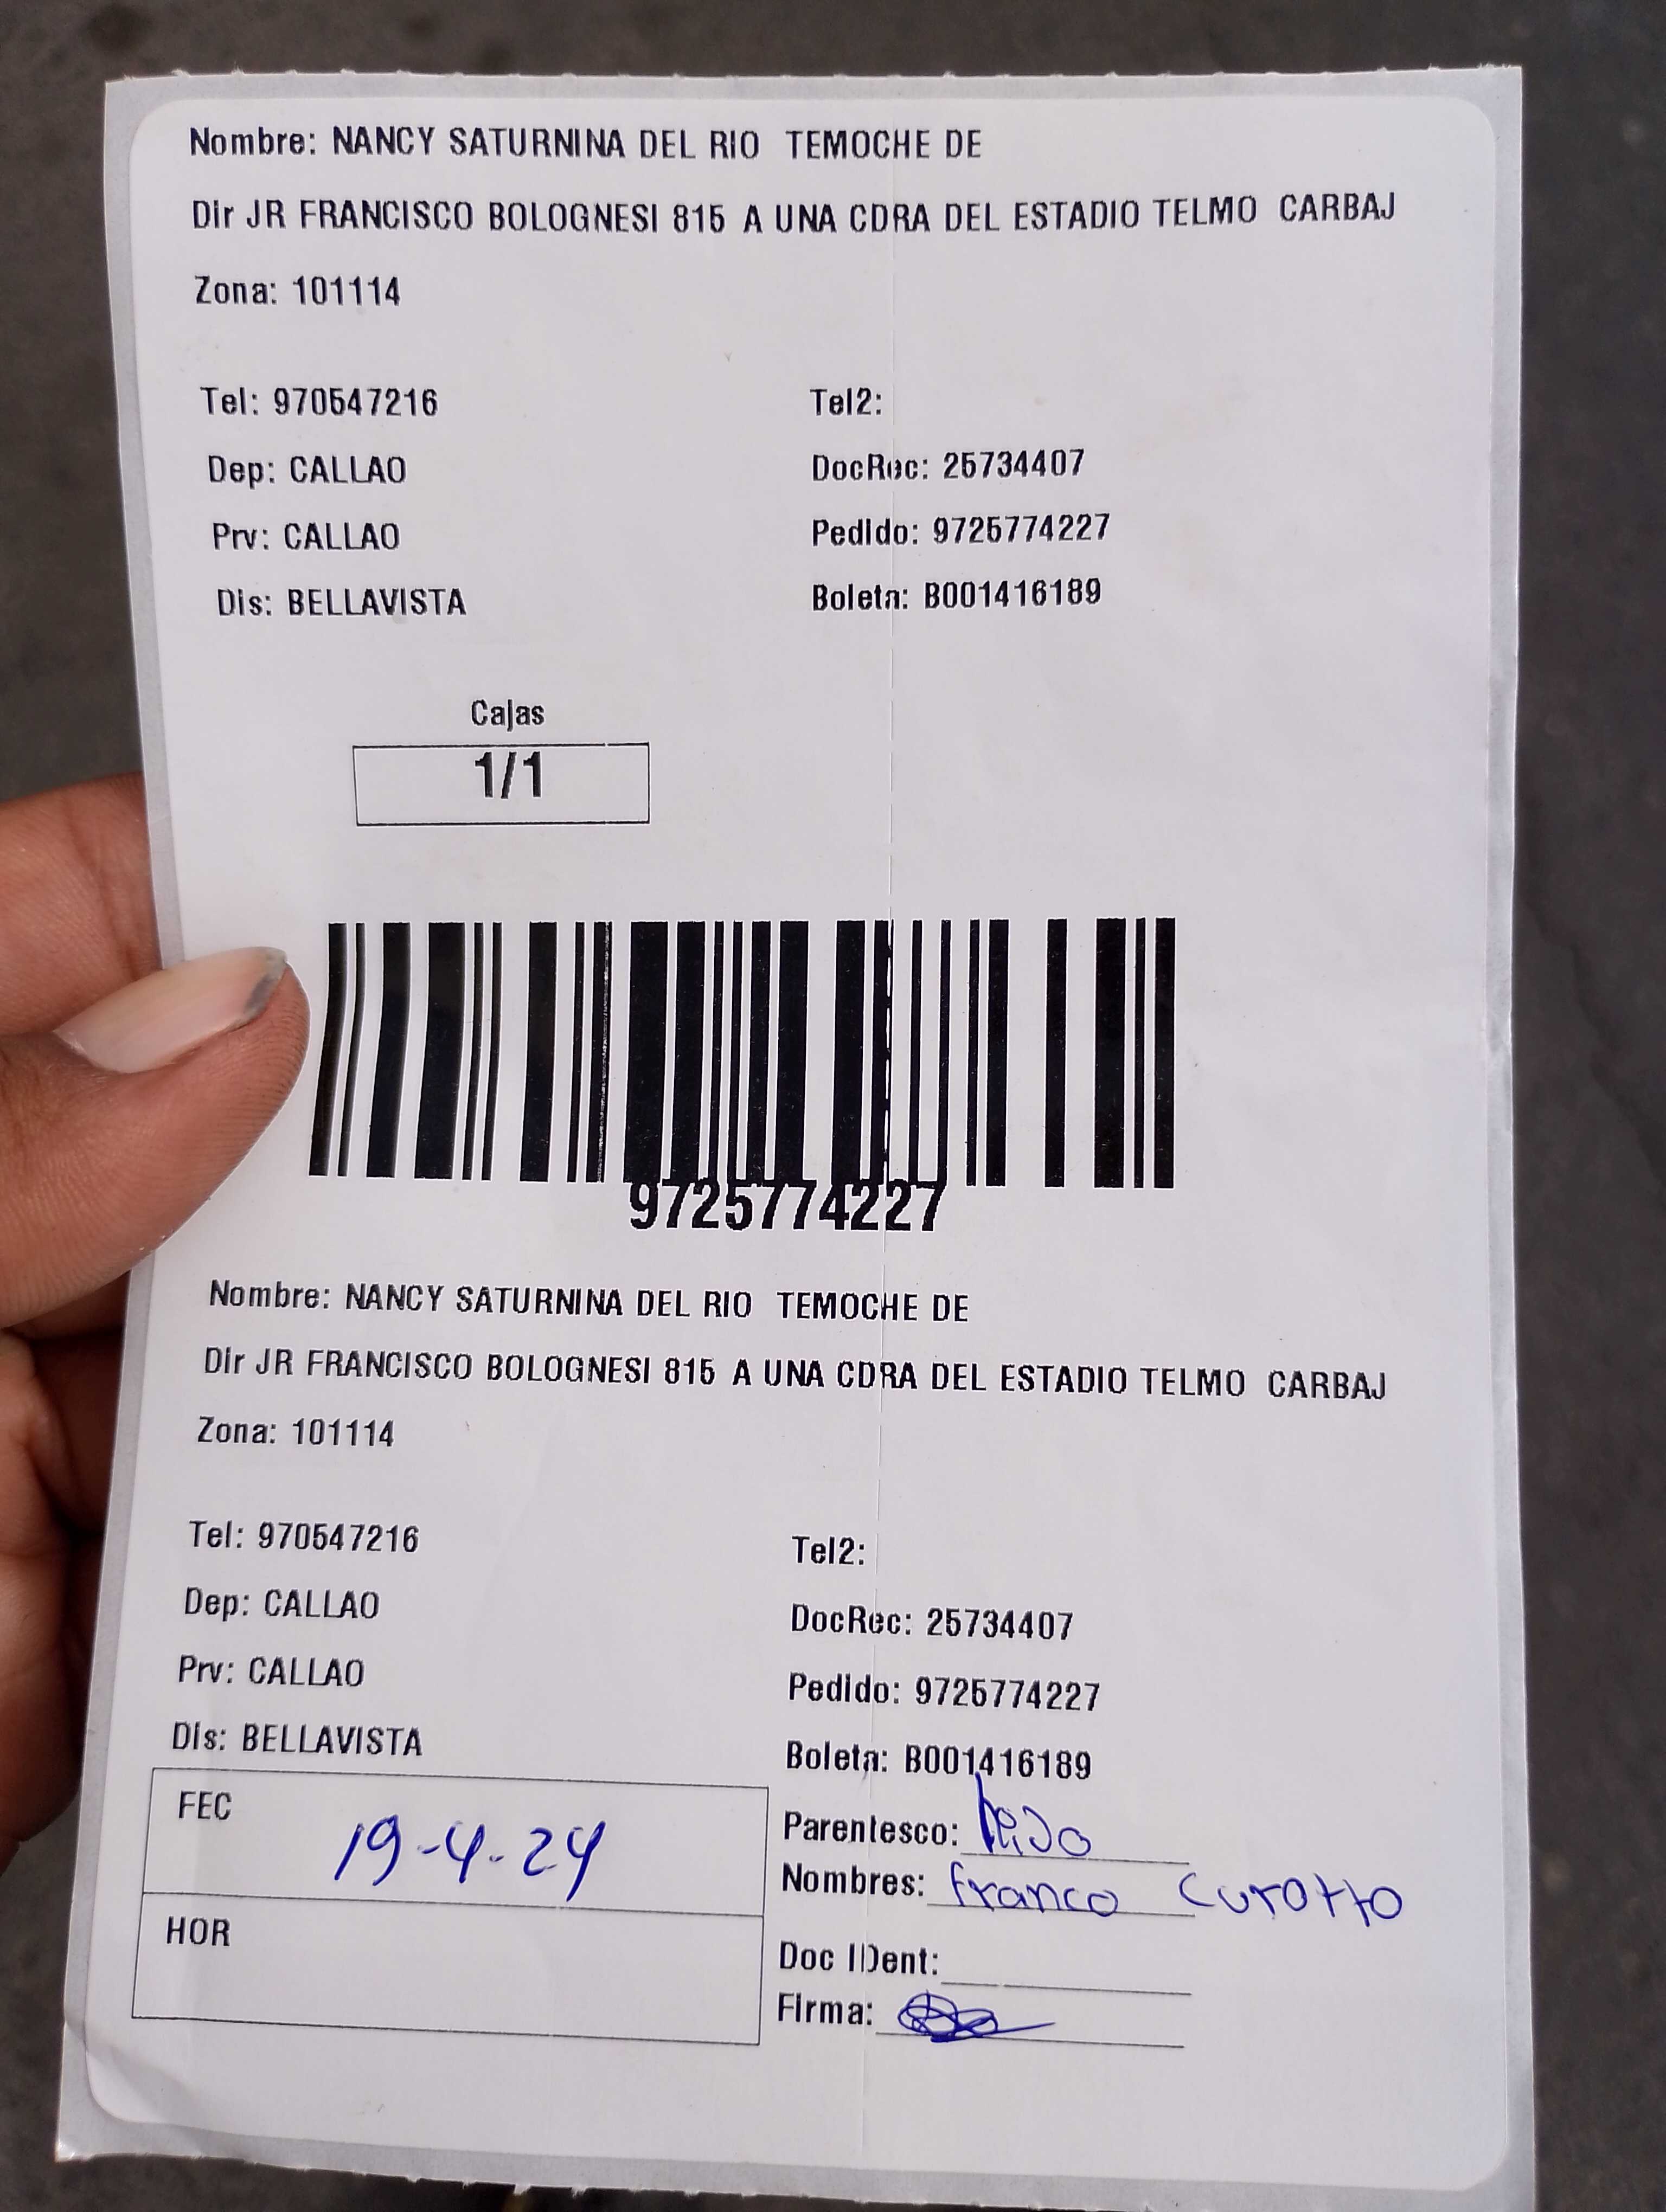 Nombre: NANCY SATURNINA DEL RIO TEMOCHE DE
Dir JR FRANCISCO BOLOGNESI 815 A UNA CDRA DEL ESTADIO TELMO CARBAJ
Zona: 101114
Tel: 970547216 Tel2:
Dep: CALLAO DocRec: 25734407
Prv: CALLAO Pedido: 9725774227
Dis: BELLAVISTA Boleta: B001416189
Cajas
1/1
9725774227
Nombre: NANCY SATURNINA DEL RIO TEMOCHE DE
Dir JR FRANCISCO BOLOGNESI 815 A UNA CDRA DEL ESTADIO TELMO CARBAJ
Zona: 101114
Tel: 970547216 Tel2:
Dep: CALLAO DocRec: 25734407
Prv: CALLAO Pedido: 9725774227
Dis: BELLAVISTA Boleta: B001416189
FEC 19-4-24
HOR
Parentesco: hijo
Nombres: franco Curotto
Doc IDent:
Firma: